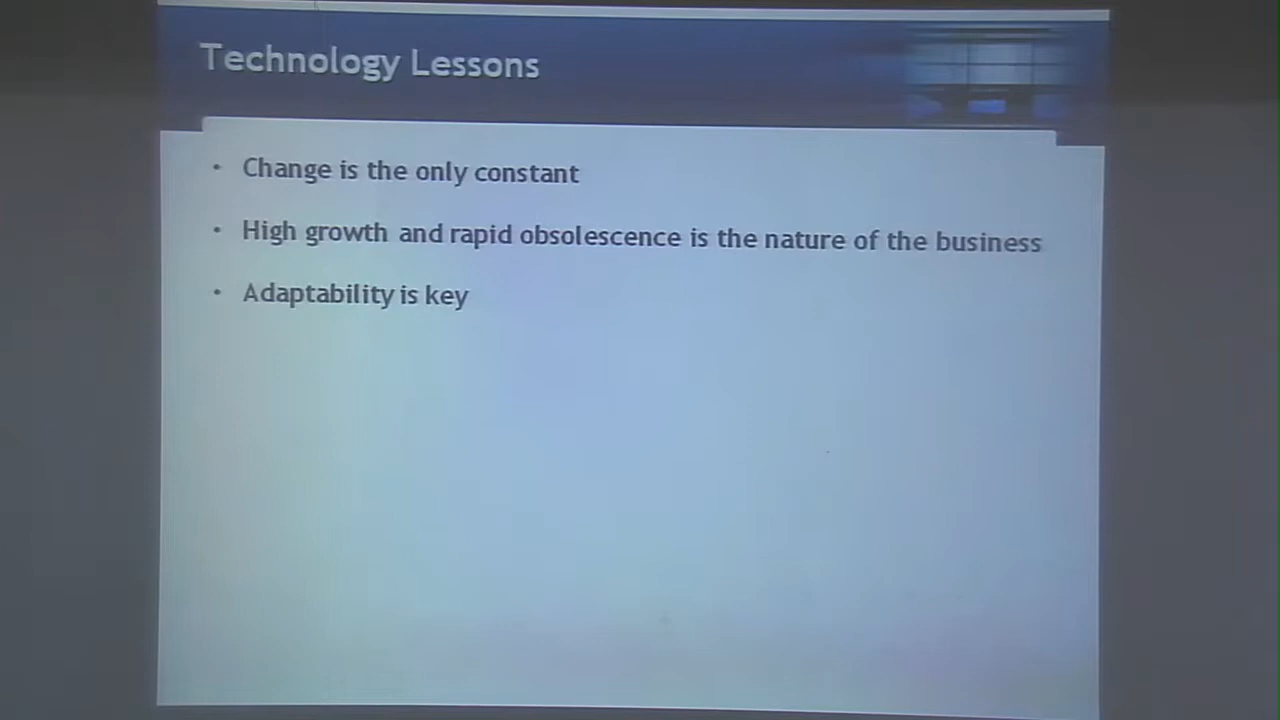 Technology Lessons
• Change is the only constant
• High growth and rapid obsolescence is the nature of the business
• Adaptability is key